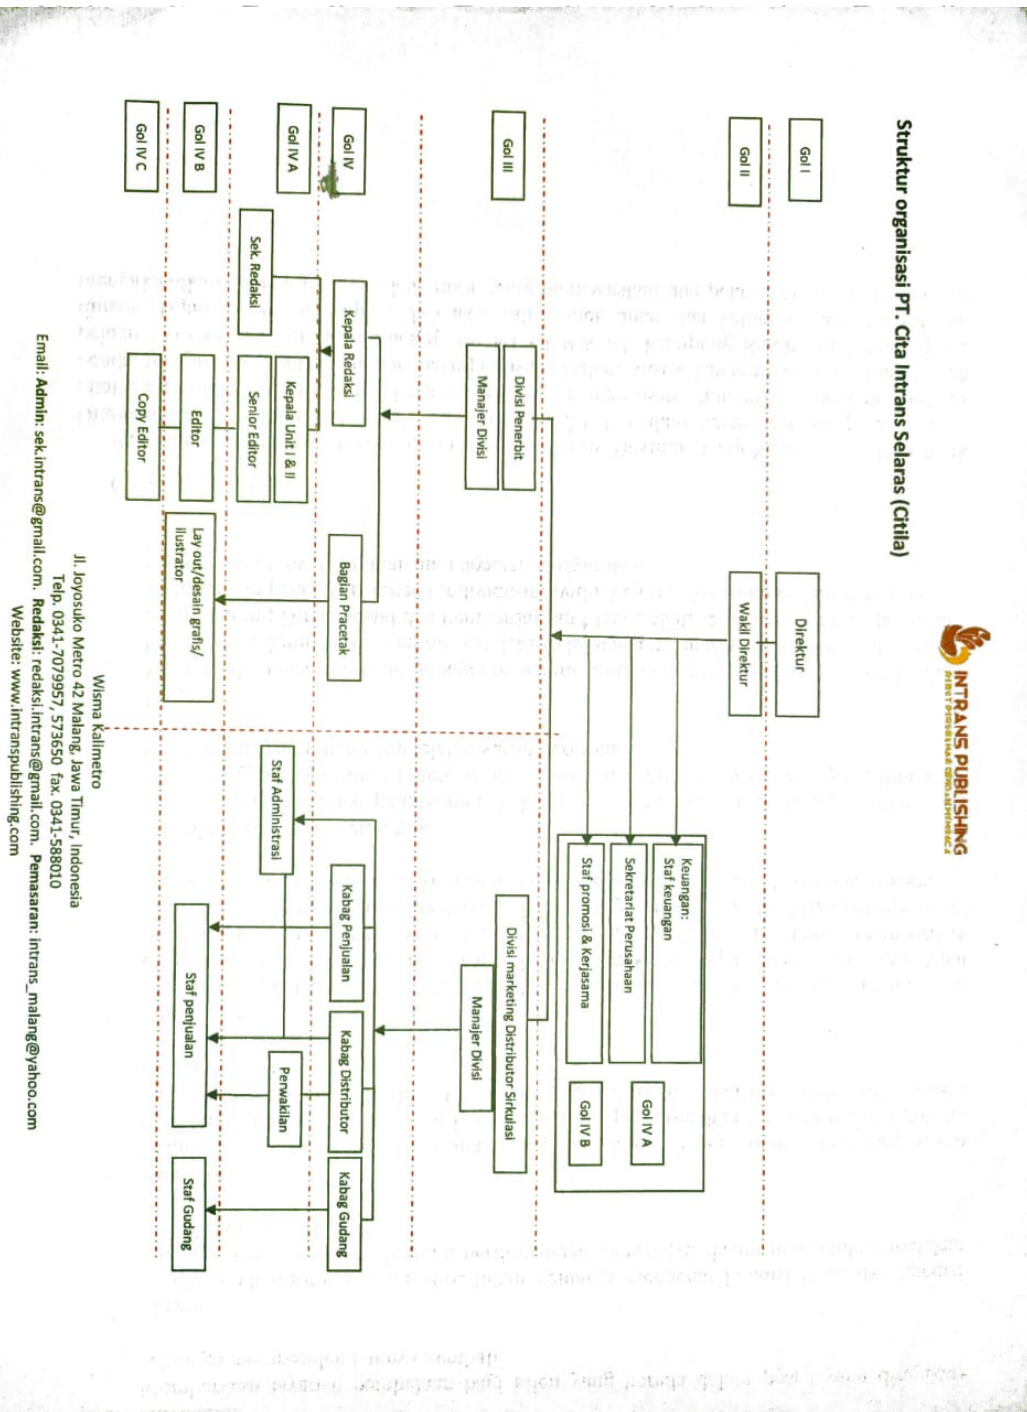 INTRANS PUBLISHING
Struktur organisasi PT. Cita Intrans Selaras (Citila)
Gol I
Direktur
Gol II
Wakil Direktur
Keuangan:
Staf keuangan
Sekretariat Perusahaan
Staf promosi & Kerjasama
Gol IV A
Gol IV B
Gol III
Divisi Penerbit
Manajer Divisi
Divisi marketing Distributor Sirkulasi
Manajer Divisi
Gol IV
Kepala Redaksi
Bagian Pracetak
Kabag Penjualan
Kabag Distributor
Kabag Gudang
Gol IV A
Sek. Redaksi
Kepala Unit I & II
Senior Editor
Staf Administrasi
Perwakilan
Gol IV B
Editor
Lay out/desain grafis/
ilustrator
Staf penjualan
Staf Gudang
Gol IV C
Copy Editor
Wisma Kalimetro
Jl. Joyosuko Metro 42 Malang, Jawa Timur, Indonesia
Telp. 0341-7079957, 573650 fax. 0341-588010
Email: Admin: sek.intrans@gmail.com. Redaksi: redaksi.intrans@gmail.com. Pemasaran: intrans_malang@yahoo.com
Website: www.intranspublishing.com